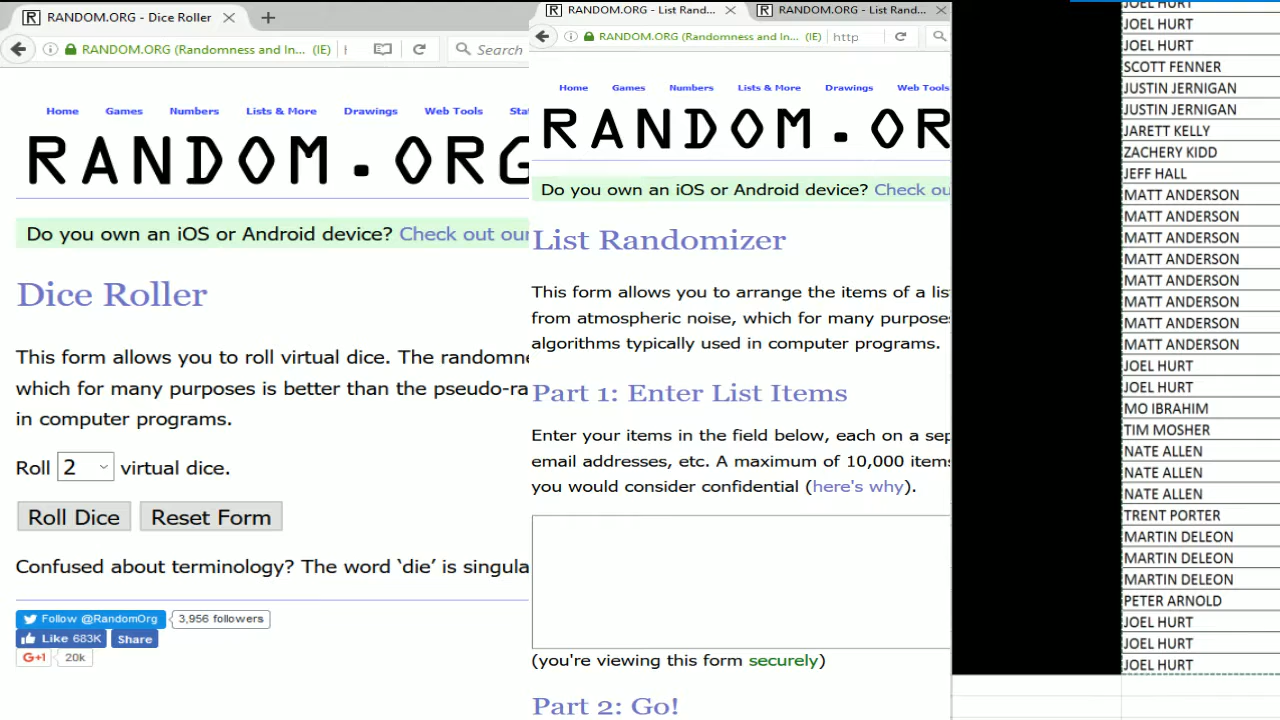 RANDOM.ORG - Dice Roller
RANDOM.ORG (Randomness and In... (IE)
Search
Home Games Numbers Lists & More Drawings Web Tools
RANDOM.ORG
Do you own an iOS or Android device? Check out our
Dice Roller
This form allows you to roll virtual dice. The randomne
which for many purposes is better than the pseudo-ra
in computer programs.
Roll 2 virtual dice.
Roll Dice Reset Form
Confused about terminology? The word ‘die’ is singula
Follow @RandomOrg 3,956 followers
Like 683K Share
G+1 20k
RANDOM.ORG - List Rand... RANDOM.ORG - List Rand...
RANDOM.ORG (Randomness and In... (IE) http
Home Games Numbers Lists & More Drawings Web Tools
RANDOM.OR
Do you own an iOS or Android device? Check ou
List Randomizer
This form allows you to arrange the items of a lis
from atmospheric noise, which for many purposes
algorithms typically used in computer programs.
Part 1: Enter List Items
Enter your items in the field below, each on a sep
email addresses, etc. A maximum of 10,000 items
you would consider confidential (here's why).
(you're viewing this form securely)
Part 2: Go!
JOEL HURT
JOEL HURT
JOEL HURT
SCOTT FENNER
JUSTIN JERNIGAN
JUSTIN JERNIGAN
JARETT KELLY
ZACHERY KIDD
JEFF HALL
MATT ANDERSON
MATT ANDERSON
MATT ANDERSON
MATT ANDERSON
MATT ANDERSON
MATT ANDERSON
MATT ANDERSON
MATT ANDERSON
JOEL HURT
JOEL HURT
MO IBRAHIM
TIM MOSHER
NATE ALLEN
NATE ALLEN
NATE ALLEN
TRENT PORTER
MARTIN DELEON
MARTIN DELEON
MARTIN DELEON
PETER ARNOLD
JOEL HURT
JOEL HURT
JOEL HURT